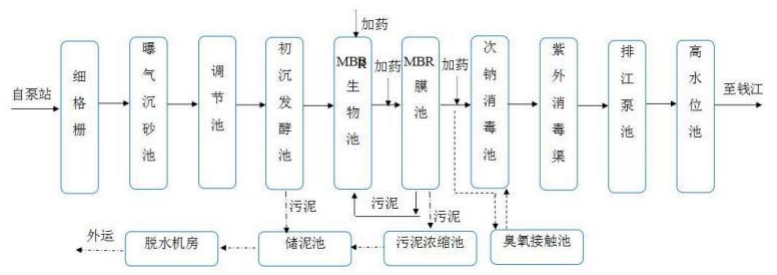 加药
自泵站
细格栅
曝气沉砂池
调节池
初沉发酵池
MBR生物池
加药
MBR膜池
加药
次钠消毒池
紫外消毒渠
排江泵池
高水位池
至钱江
污泥
污泥
污泥
外运
脱水机房
储泥池
污泥浓缩池
臭氧接触池